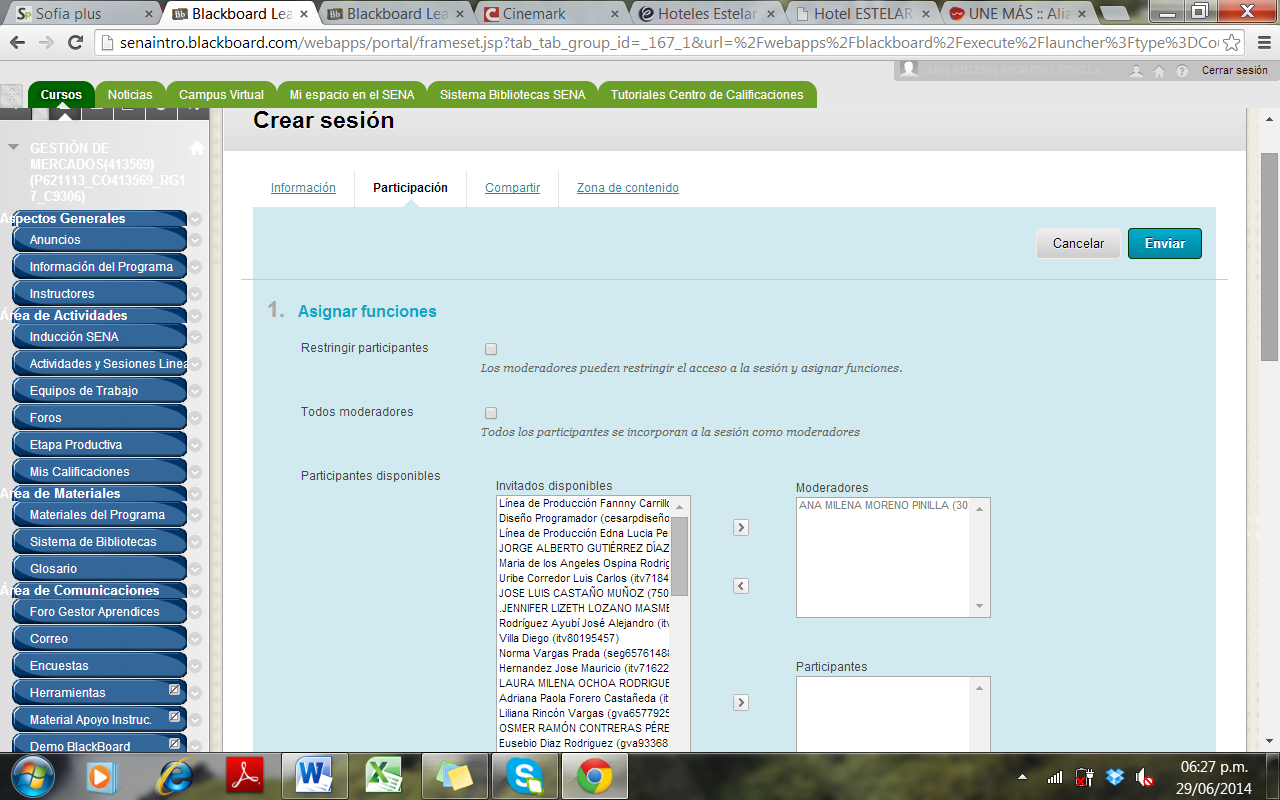 Sofia plus
Blackboard Lea
Blackboard Lea
Cinemark
Hoteles Estelar
Hotel ESTELAR
UNE MÁS :: Alia
senaintro.blackboard.com/webapps/portal/frameset.jsp?tab_tab_group_id=_167_1&url=%2Fwebapps%2Fblackboard%2Fexecute%2Flauncher%3Ftype%3DCou
ANA MILENA MORENO PINILLA
Cerrar sesión
Cursos
Noticias
Campus Virtual
Mi espacio en el SENA
Sistema Bibliotecas SENA
Tutoriales Centro de Calificaciones
GESTIÓN DE
MERCADOS(413569)
(P621113_CO413569_RG1
7_C9306)
Aspectos Generales
Anuncios
Información del Programa
Instructores
Área de Actividades
Inducción SENA
Actividades y Sesiones Linea
Equipos de Trabajo
Foros
Etapa Productiva
Mis Calificaciones
Área de Materiales
Materiales del Programa
Sistema de Bibliotecas
Glosario
Área de Comunicaciones
Foro Gestor Aprendices
Correo
Encuestas
Herramientas
Material Apoyo Instruc.
Demo BlackBoard
Crear sesión
Información
Participación
Compartir
Zona de contenido
Cancelar
Enviar
1. Asignar funciones
Restringir participantes
Los moderadores pueden restringir el acceso a la sesión y asignar funciones.
Todos moderadores
Todos los participantes se incorporan a la sesión como moderadores
Participantes disponibles
Invitados disponibles
Línea de Producción Fannny Carrillo
Diseño Programador (cesarpdiseño
Línea de Producción Edna Lucia Pe
JORGE ALBERTO GUTIÉRREZ DÍAZ
Maria de los Angeles Ospina Rodrig
Uribe Corredor Luis Carlos (itv7184
JOSE LUIS CASTAÑO MUÑOZ (750
.JENNIFER LIZETH LOZANO MASME
Rodríguez Ayubí José Alejandro (itv
Villa Diego (itv80195457)
Norma Vargas Prada (seg65761488
Hernandez Jose Mauricio (itv71622
LAURA MILENA OCHOA RODRIGUE
Adriana Paola Forero Castañeda (it
Liliana Rincón Vargas (gva6577925
OSMER RAMÓN CONTRERAS PÉRE
Eusebio Diaz Rodriguez (gva93368
Moderadores
ANA MILENA MORENO PINILLA (30
Participantes
06:27 p.m.
29/06/2014